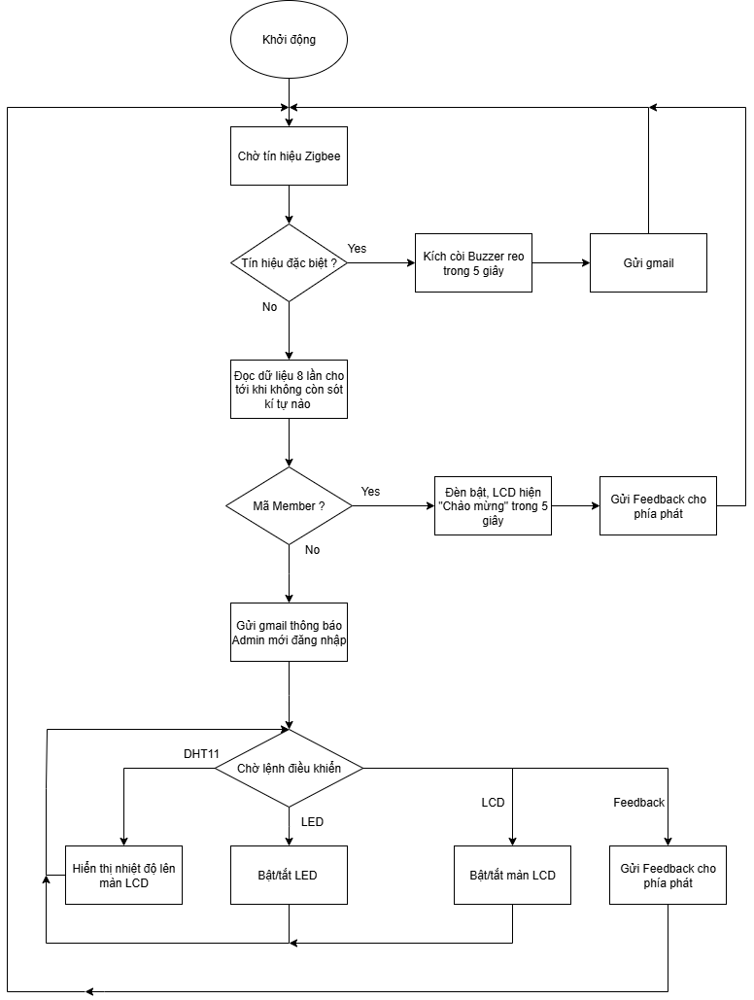 Khởi động
Chờ tín hiệu Zigbee
Tín hiệu đặc biệt ?
Yes
Kích còi Buzzer reo
trong 5 giây
Gửi gmail
No
Đọc dữ liệu 8 lần cho
tới khi không còn sót
kí tự nào
Mã Member ?
Yes
Đèn bật, LCD hiện
"Chào mừng" trong 5
giây
Gửi Feedback cho
phía phát
No
Gửi gmail thông báo
Admin mới đăng nhập
Chờ lệnh điều khiển
DHT11
LED
LCD
Feedback
Hiển thị nhiệt độ lên
màn LCD
Bật/tắt LED
Bật/tắt màn LCD
Gửi Feedback cho
phía phát